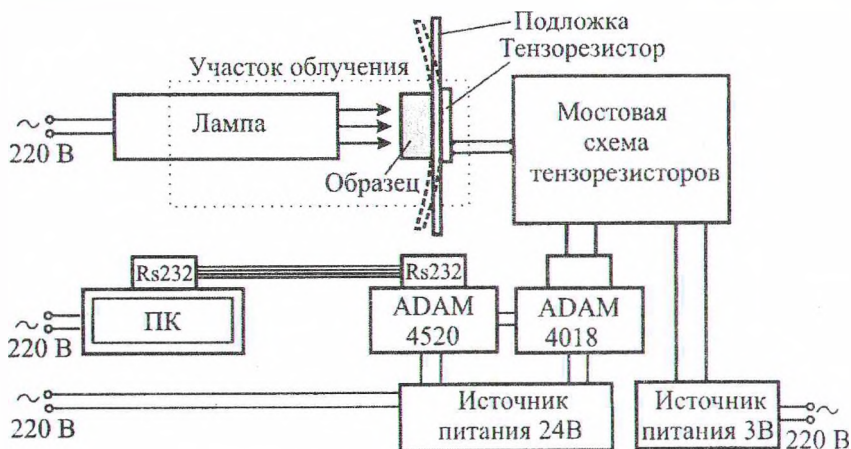 Подложка
Тензорезистор
Участок облучения
Лампа
Образец
Мостовая
схема
тензорезисторов
~
220 В
Rs232
Rs232
ПК
ADAM
4520
ADAM
4018
~
220 В
~
220 В
Источник
питания 24В
Источник
питания 3В
~
220 В